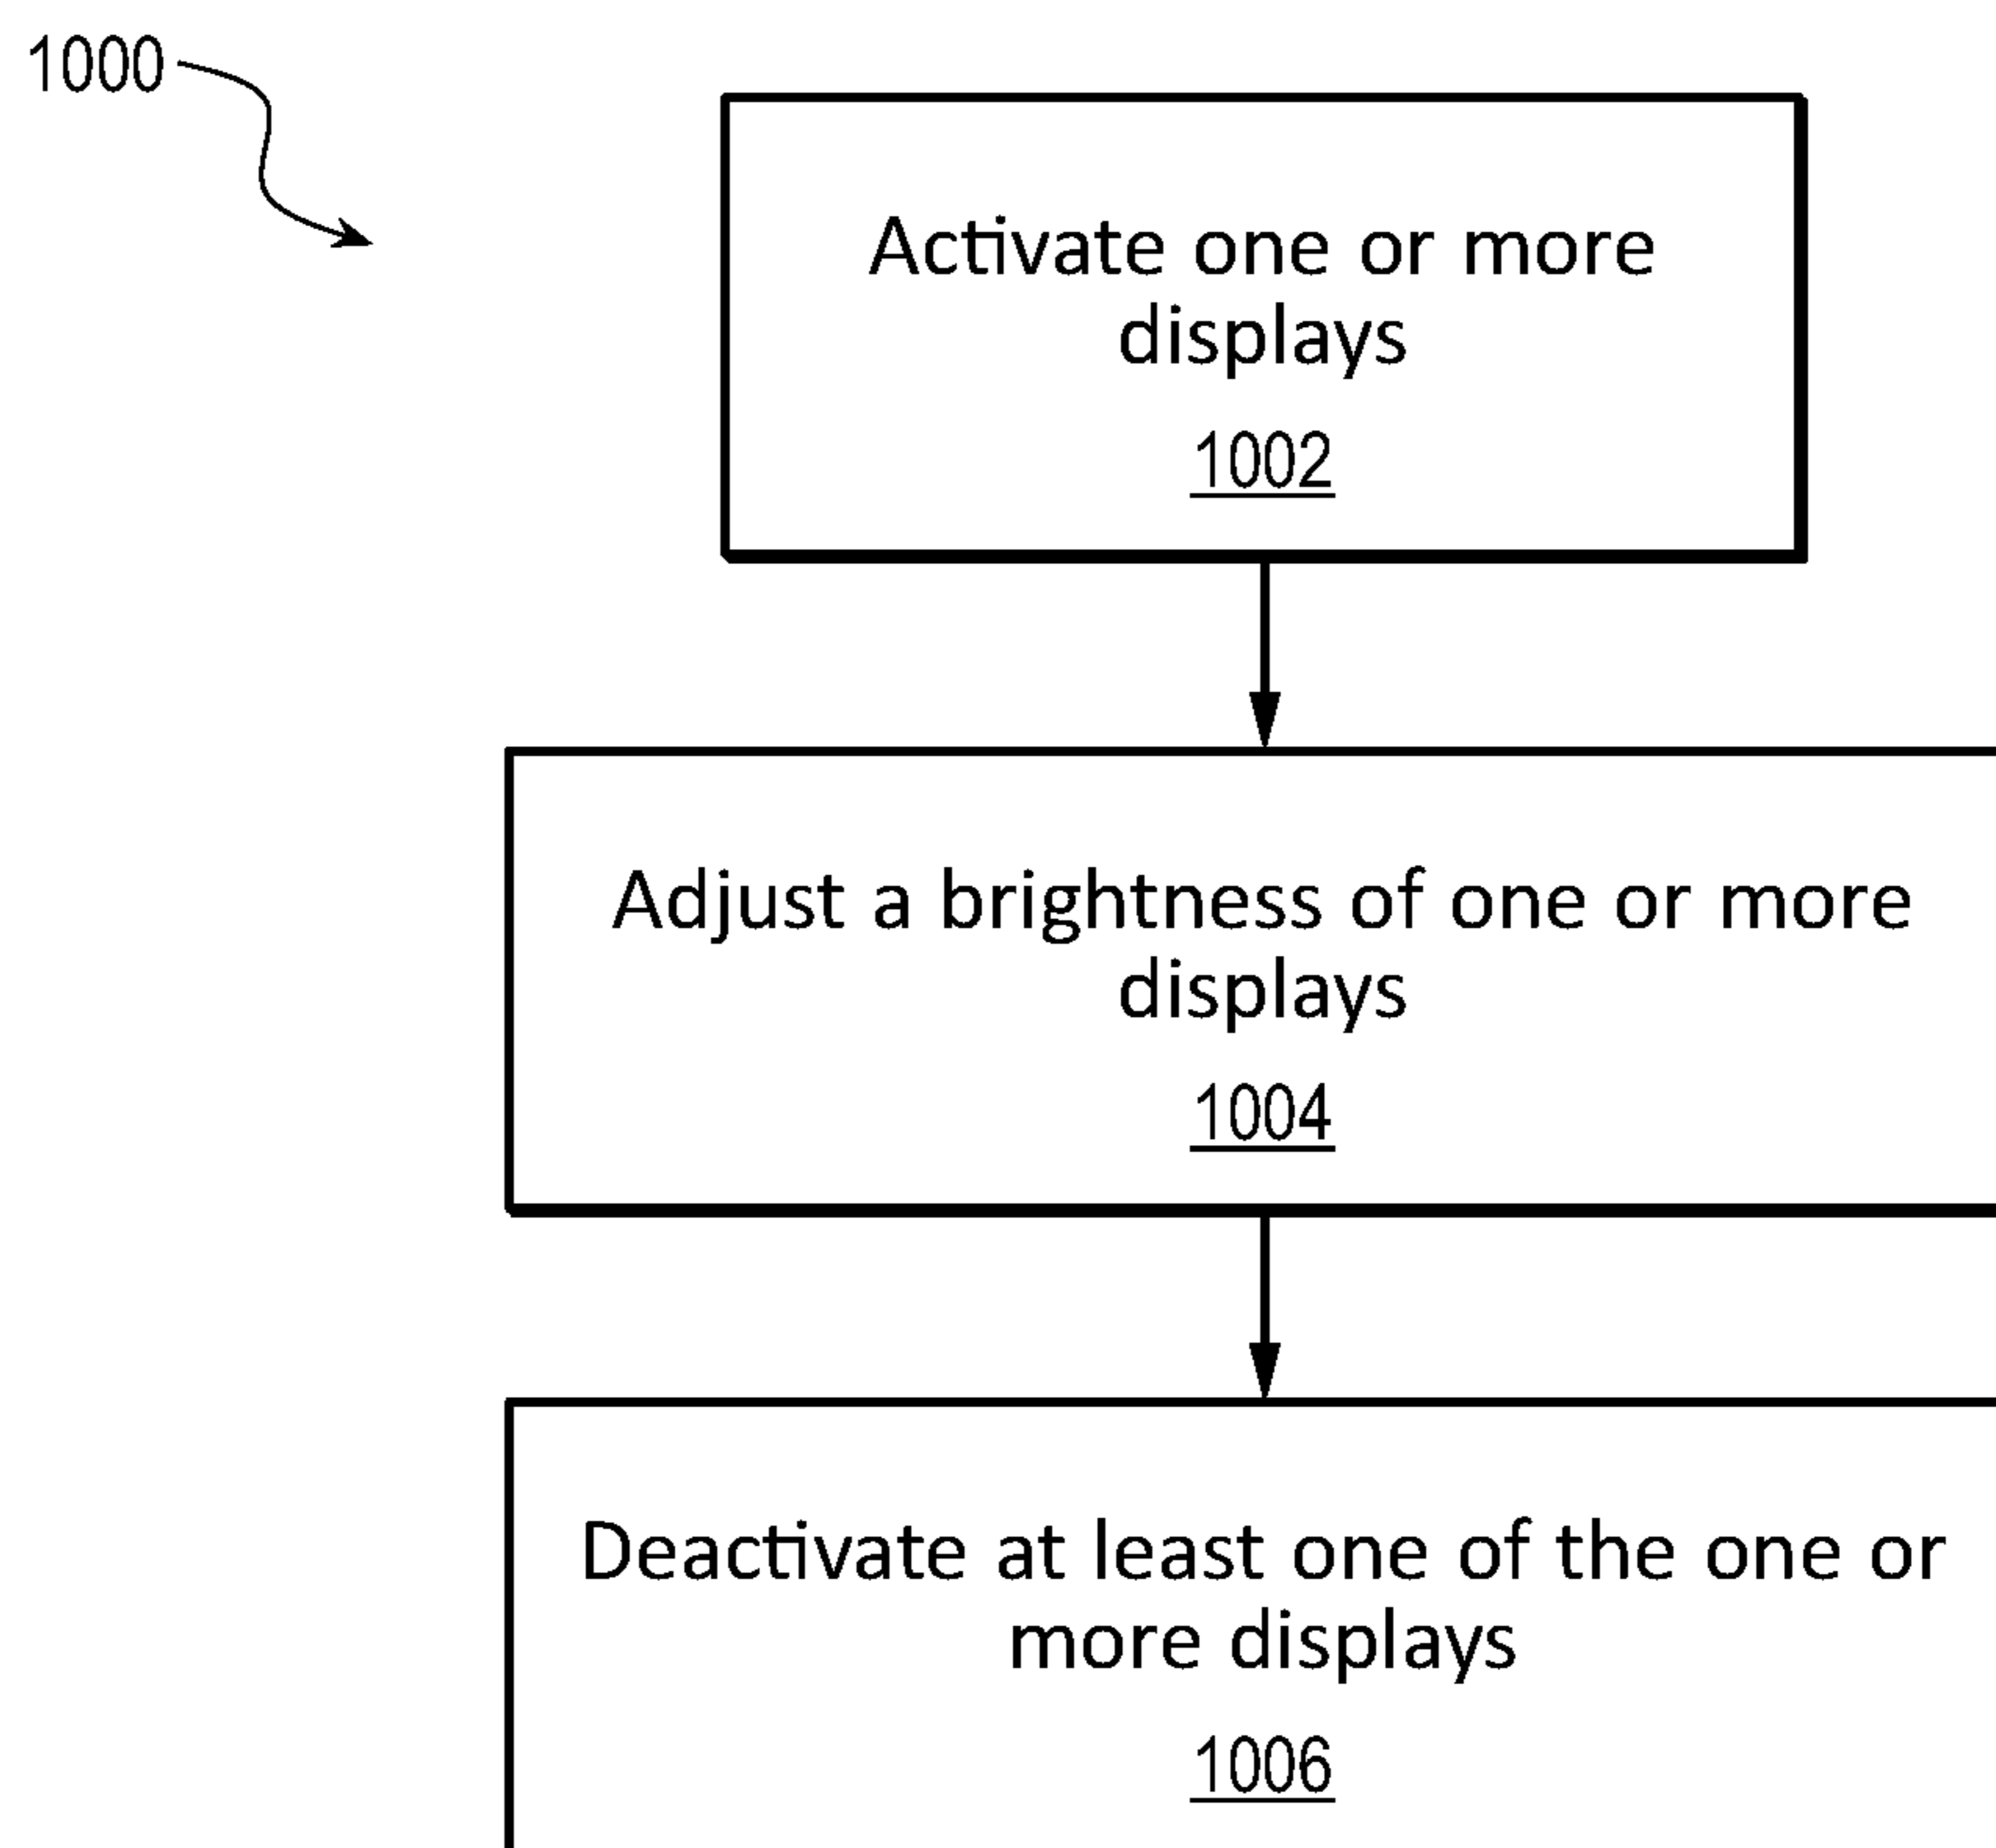 1000
Activate one or more
displays
1002
Adjust a brightness of one or more
displays
1004
Deactivate at least one of the one or
more displays
1006